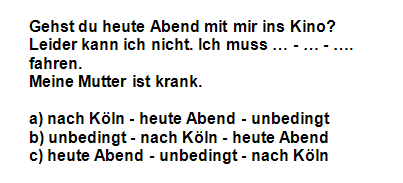 Gehst du heute Abend mit mir ins Kino?
Leider kann ich nicht. Ich muss … - … - ….
fahren.
Meine Mutter ist krank.
a) nach Köln - heute Abend - unbedingt
b) unbedingt - nach Köln - heute Abend
c) heute Abend - unbedingt - nach Köln